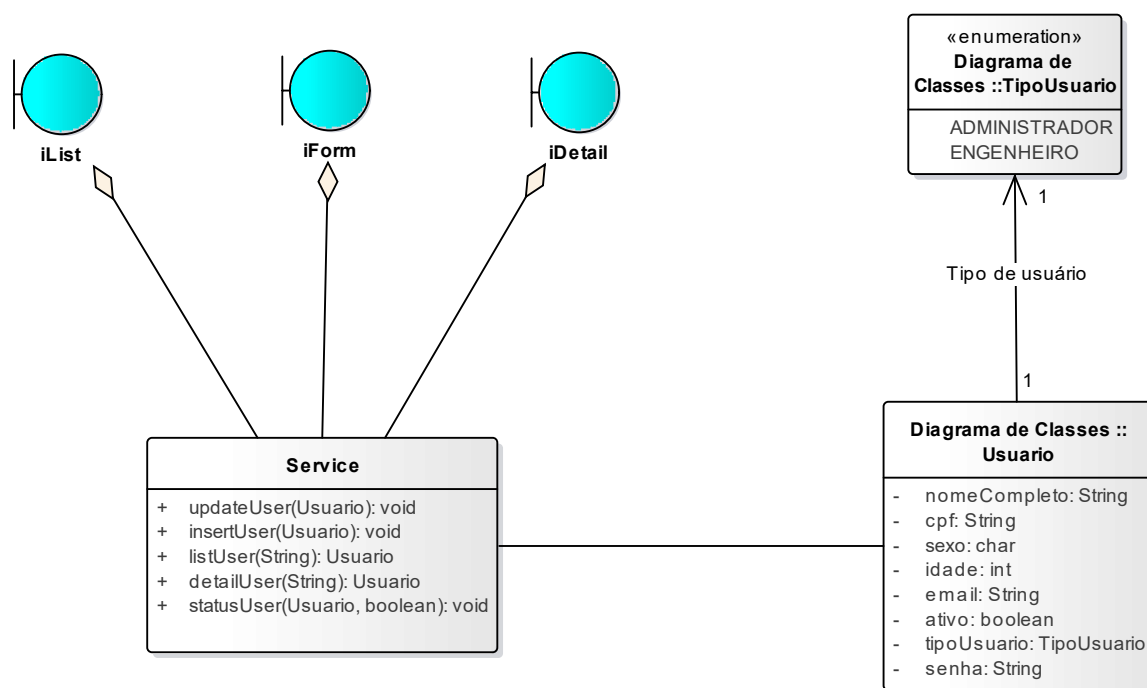 iList
iForm
iDetail
«enumeration»
Diagrama de
Classes ::TipoUsuario
ADMINISTRADOR
ENGENHEIRO
1
Tipo de usuário
1
Service
+ updateUser(Usuario): void
+ insertUser(Usuario): void
+ listUser(String): Usuario
+ detailUser(String): Usuario
+ statusUser(Usuario, boolean): void
Diagrama de Classes ::
Usuario
- nomeCompleto: String
- cpf: String
- sexo: char
- idade: int
- email: String
- ativo: boolean
- tipoUsuario: TipoUsuario
- senha: String